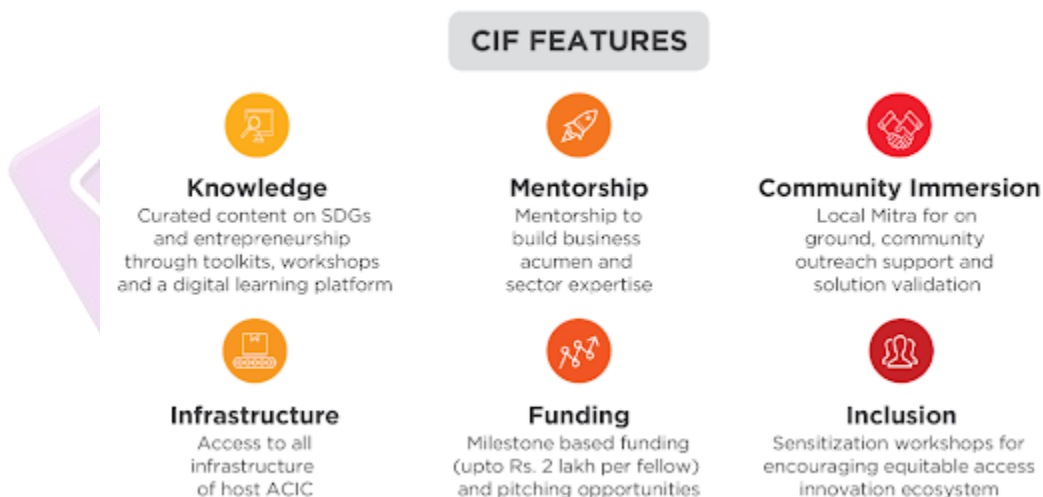 CIF FEATURES
Knowledge
Curated content on SDGs
and entrepreneurship
through toolkits, workshops
and a digital learning platform
Mentorship
Mentorship to
build business
acumen and
sector expertise
Community Immersion
Local Mitra for on
ground, community
outreach support and
solution validation
Infrastructure
Access to all
infrastructure
of host ACIC
Funding
Milestone based funding
(upto Rs. 2 lakh per fellow)
and pitching opportunities
Inclusion
Sensitization workshops for
encouraging equitable access
innovation ecosystem